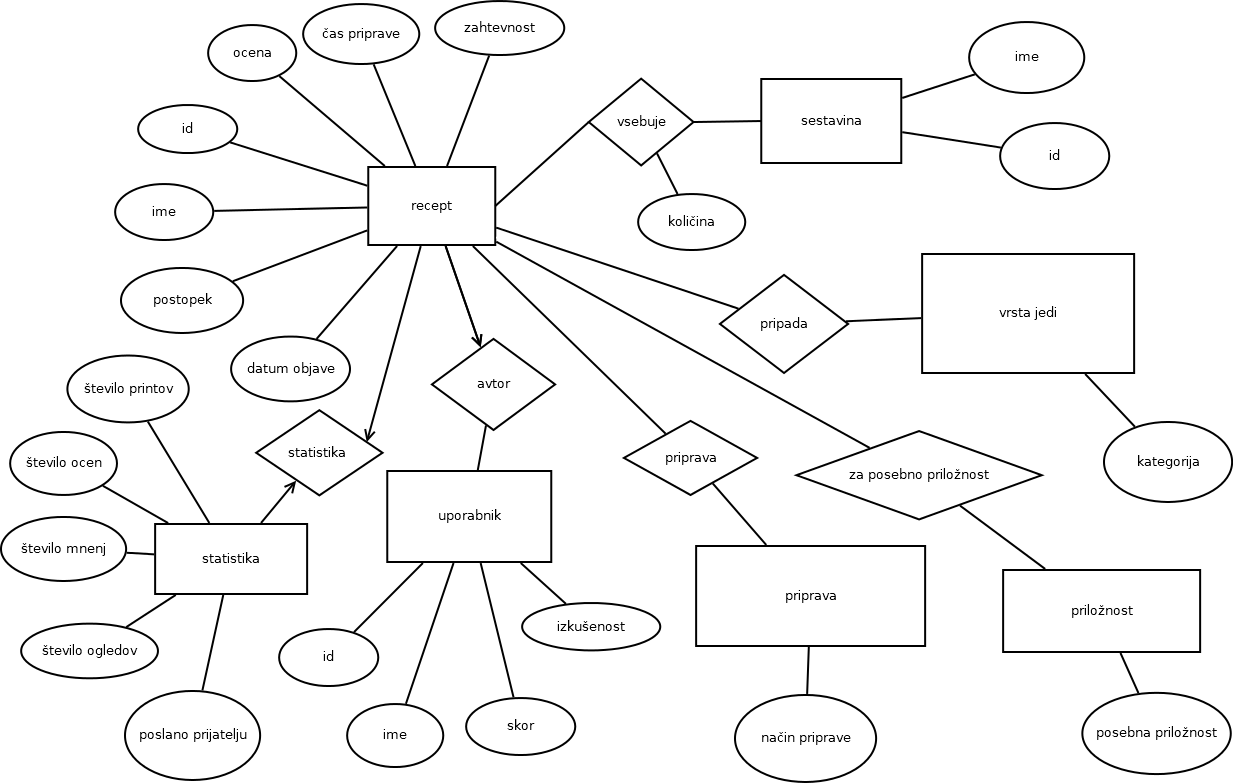 zahtevnost
čas priprave
ocena
ime
vsebuje
sestavina
id
id
recept
ime
količina
postopek
vrsta jedi
pripada
datum objave
avtor
število printov
statistika
priprava
za posebno priložnost
kategorija
število ocen
uporabnik
število mnenj
statistika
priprava
priložnost
izkušenost
število ogledov
id
skor
ime
poslano prijatelju
način priprave
posebna priložnost